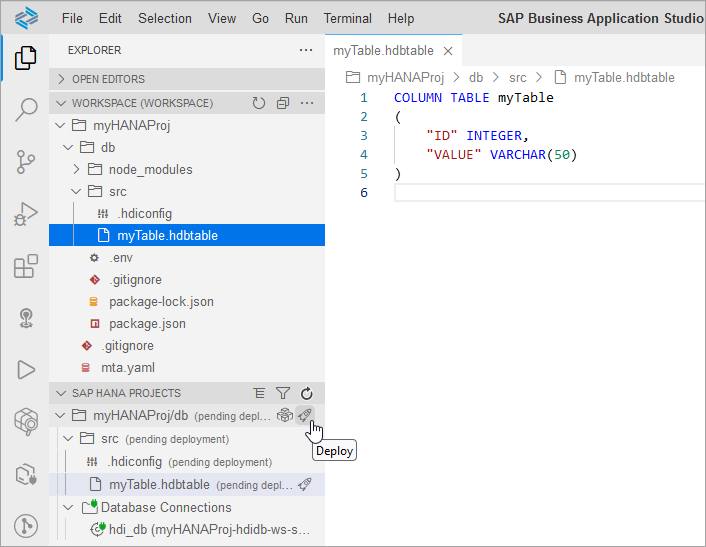 File Edit Selection View Go Run Terminal Help SAP Business Application Studio
EXPLORER
OPEN EDITORS
WORKSPACE (WORKSPACE)
myHANAProj
db
node_modules
src
.hdiconfig
myTable.hdbtable
.env
.gitignore
package-lock.json
package.json
.gitignore
mta.yaml
SAP HANA PROJECTS
myHANAProj/db (pending depl...
src (pending deployment)
.hdiconfig (pending deployment)
myTable.hdbtable (pending depl...
Database Connections
hdi_db (myHANAProj-hdidb-ws-s...
Deploy
myTable.hdbtable
myHANAProj > db > src > myTable.hdbtable
1 COLUMN TABLE myTable
2 (
3 "ID" INTEGER,
4 "VALUE" VARCHAR(50)
5 )
6